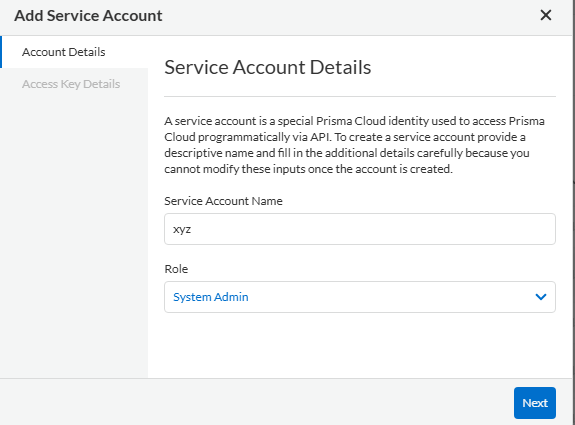 Add Service Account
Account Details
Access Key Details
Service Account Details
A service account is a special Prisma Cloud identity used to access Prisma
Cloud programmatically via API. To create a service account provide a
descriptive name and fill in the additional details carefully because you
cannot modify these inputs once the account is created.
Service Account Name
xyz
Role
System Admin
Next